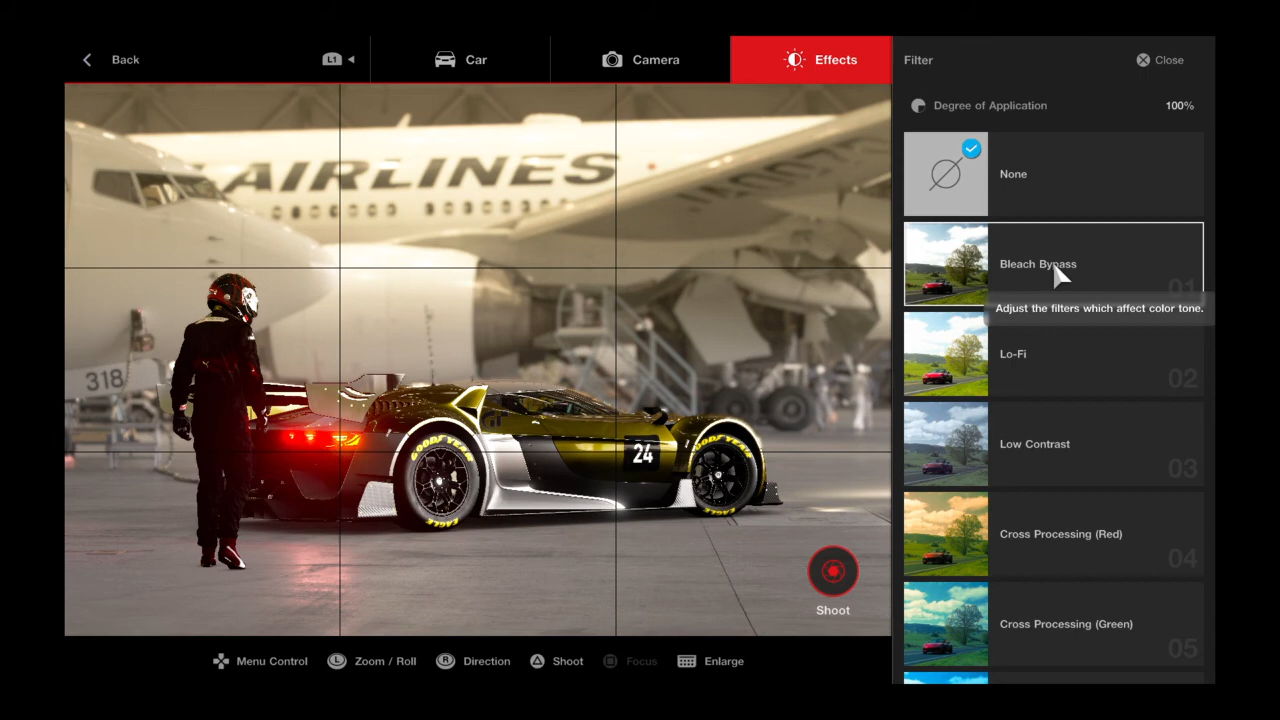 Back
L1
Car
Camera
Effects
Filter
Close
Degree of Application
100%
None
Bleach Bypass
01
Adjust the filters which affect color tone.
Lo-Fi
02
Low Contrast
03
Cross Processing (Red)
04
Cross Processing (Green)
05
AIRLINES
318
GOODYEAR
EAGLE
24
GOODYEAR
Shoot
Menu Control
L
Zoom / Roll
R
Direction
Shoot
Focus
Enlarge